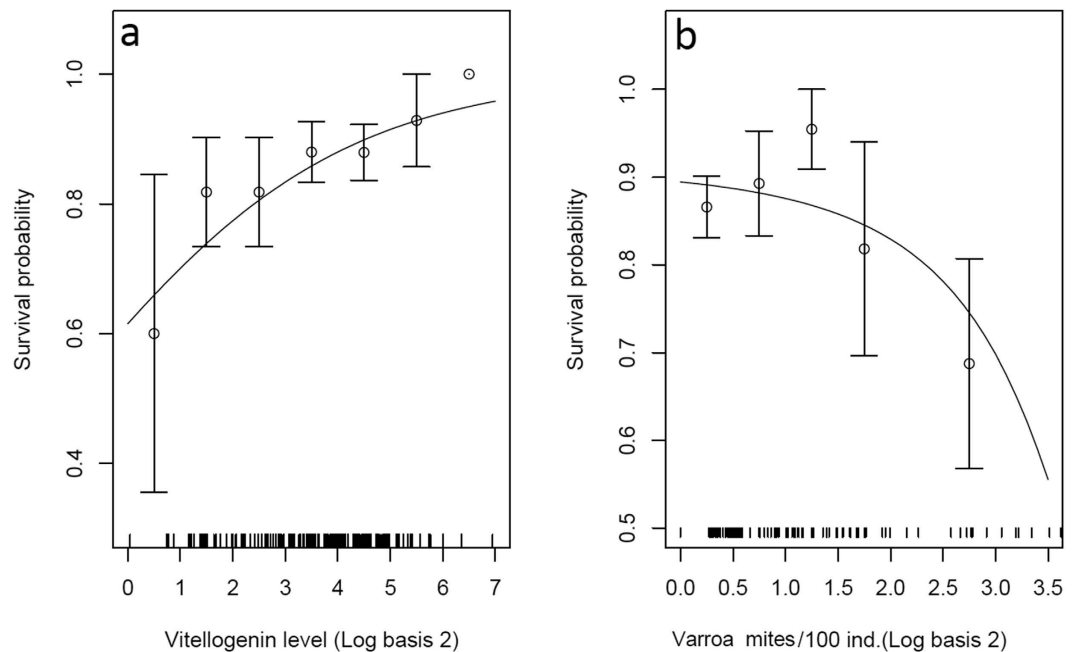 a
Survival probability
1.0
0.8
0.6
0.4
0 1 2 3 4 5 6 7
Vitellogenin level (Log basis 2)
b
Survival probability
1.0
0.9
0.8
0.7
0.6
0.5
0.0 0.5 1.0 1.5 2.0 2.5 3.0 3.5
Varroa mites/100 ind.(Log basis 2)